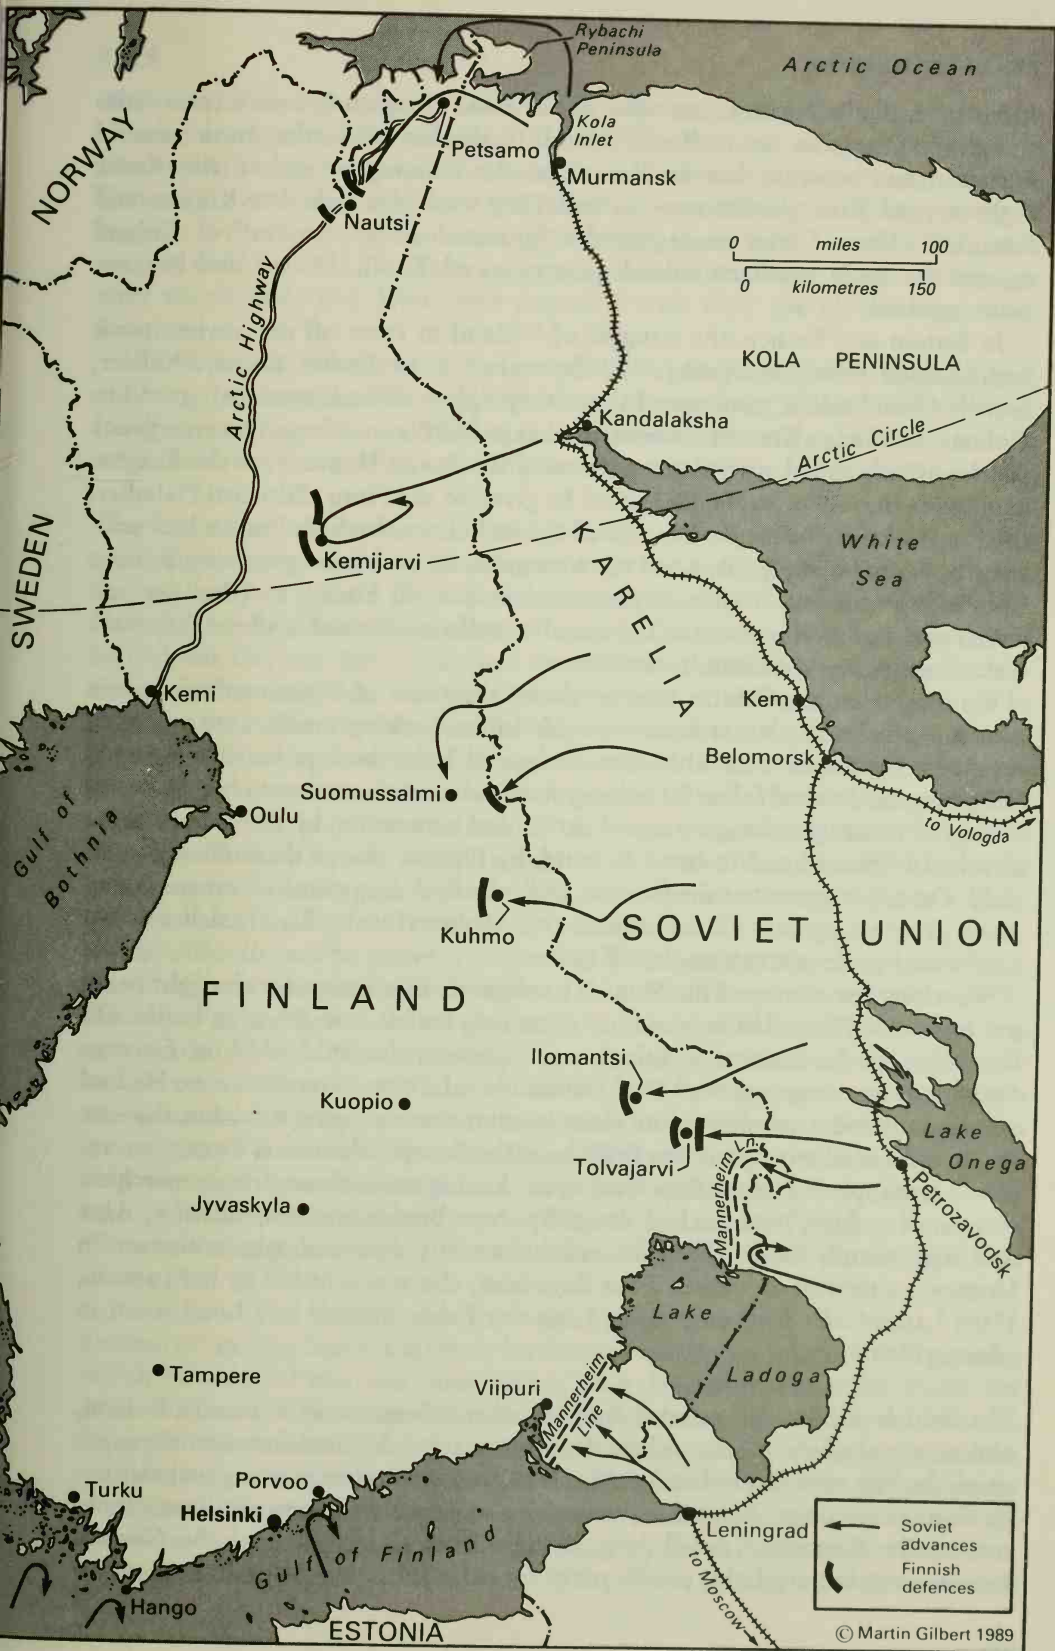 Rybachi
Peninsula
Arctic Ocean
NORWAY
Kola
Inlet
Petsamo
Murmansk
Nautsi
0 miles 100
0 kilometres 150
Arctic Highway
KOLA PENINSULA
Kandalaksha
Arctic Circle
SWEDEN
Kemijarvi
White
Sea
KARELIA
Kemi
Kem
Belomorsk
Suomussalmi
Oulu
to Vologda
Gulf of
Bothnia
Kuhmo
SOVIET UNION
FINLAND
Ilomantsi
Kuopio
Lake
Onega
Tolvajarvi
Mannerheim Ln.
Petrozavodsk
Jyvaskyla
Lake
Ladoga
Tampere
Viipuri
Mannerheim
Line
Turku
Porvoo
Helsinki
Leningrad
Gulf of Finland
to Moscow
Hango
ESTONIA
Soviet
advances
Finnish
defences
© Martin Gilbert 1989